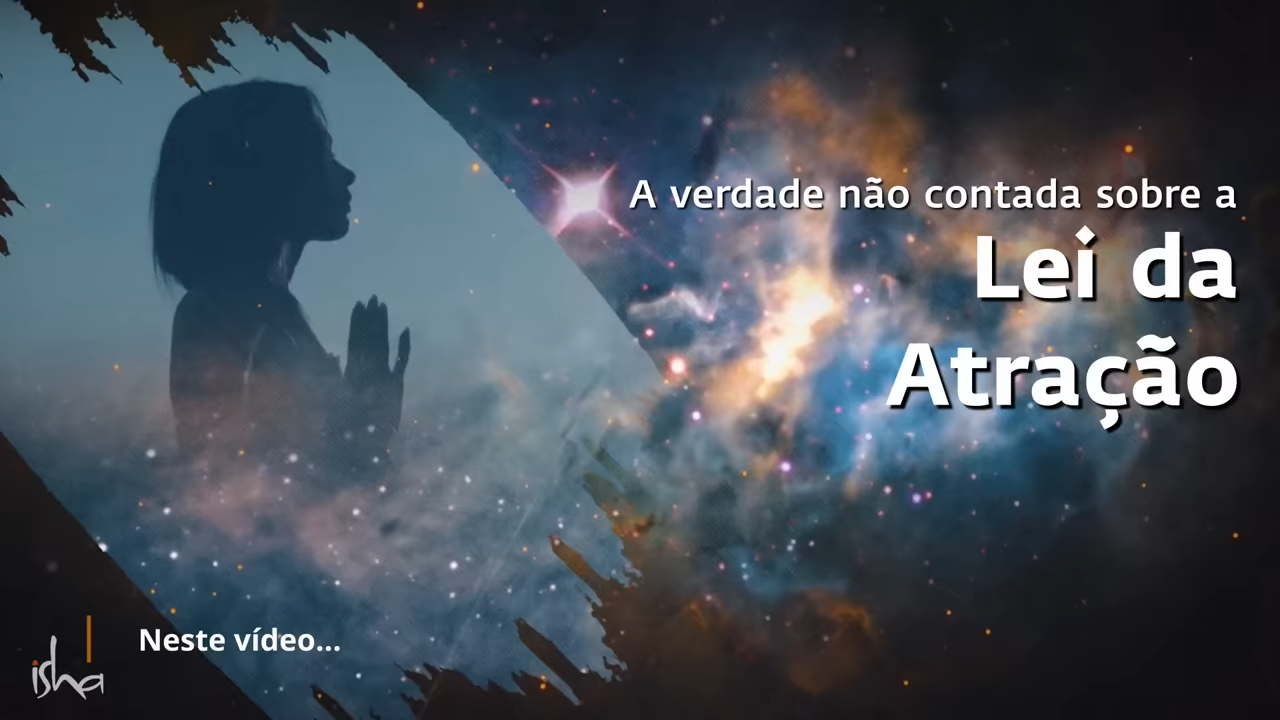 A verdade não contada sobre a
Lei da
Atração
Neste vídeo...
isha